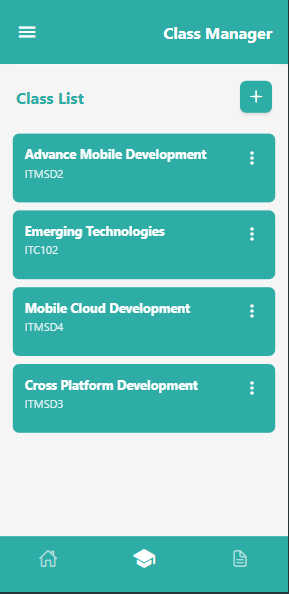 Class Manager
Class List
Advance Mobile Development
ITMSD2
Emerging Technologies
ITC102
Mobile Cloud Development
ITMSD4
Cross Platform Development
ITMSD3